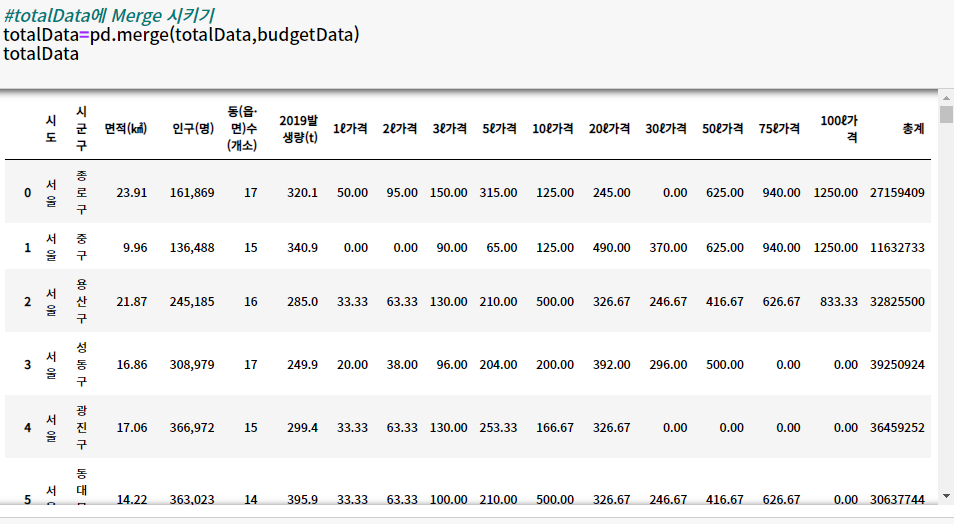 #totalData에 Merge 시키기
totalData=pd.merge(totalData,budgetData)
totalData
시도 시군구 면적(㎢) 인구(명) 동(읍·면)수(개소) 2019발생량(t) 1ℓ가격 2ℓ가격 3ℓ가격 5ℓ가격 10ℓ가격 20ℓ가격 30ℓ가격 50ℓ가격 75ℓ가격 100ℓ가격 총계
0 서울 종로구 23.91 161,869 17 320.1 50.00 95.00 150.00 315.00 125.00 245.00 0.00 625.00 940.00 1250.00 27159409
1 서울 중구 9.96 136,488 15 340.9 0.00 0.00 90.00 65.00 125.00 490.00 370.00 625.00 940.00 1250.00 11632733
2 서울 용산구 21.87 245,185 16 285.0 33.33 63.33 130.00 210.00 500.00 326.67 246.67 416.67 626.67 833.33 32825500
3 서울 성동구 16.86 308,979 17 249.9 20.00 38.00 96.00 204.00 200.00 392.00 296.00 500.00 0.00 0.00 39250924
4 서울 광진구 17.06 366,972 15 299.4 33.33 63.33 130.00 253.33 166.67 326.67 0.00 0.00 0.00 0.00 36459252
5 서 동대 14.22 363,023 14 395.9 33.33 63.33 100.00 210.00 500.00 326.67 246.67 416.67 626.67 0.00 30637744